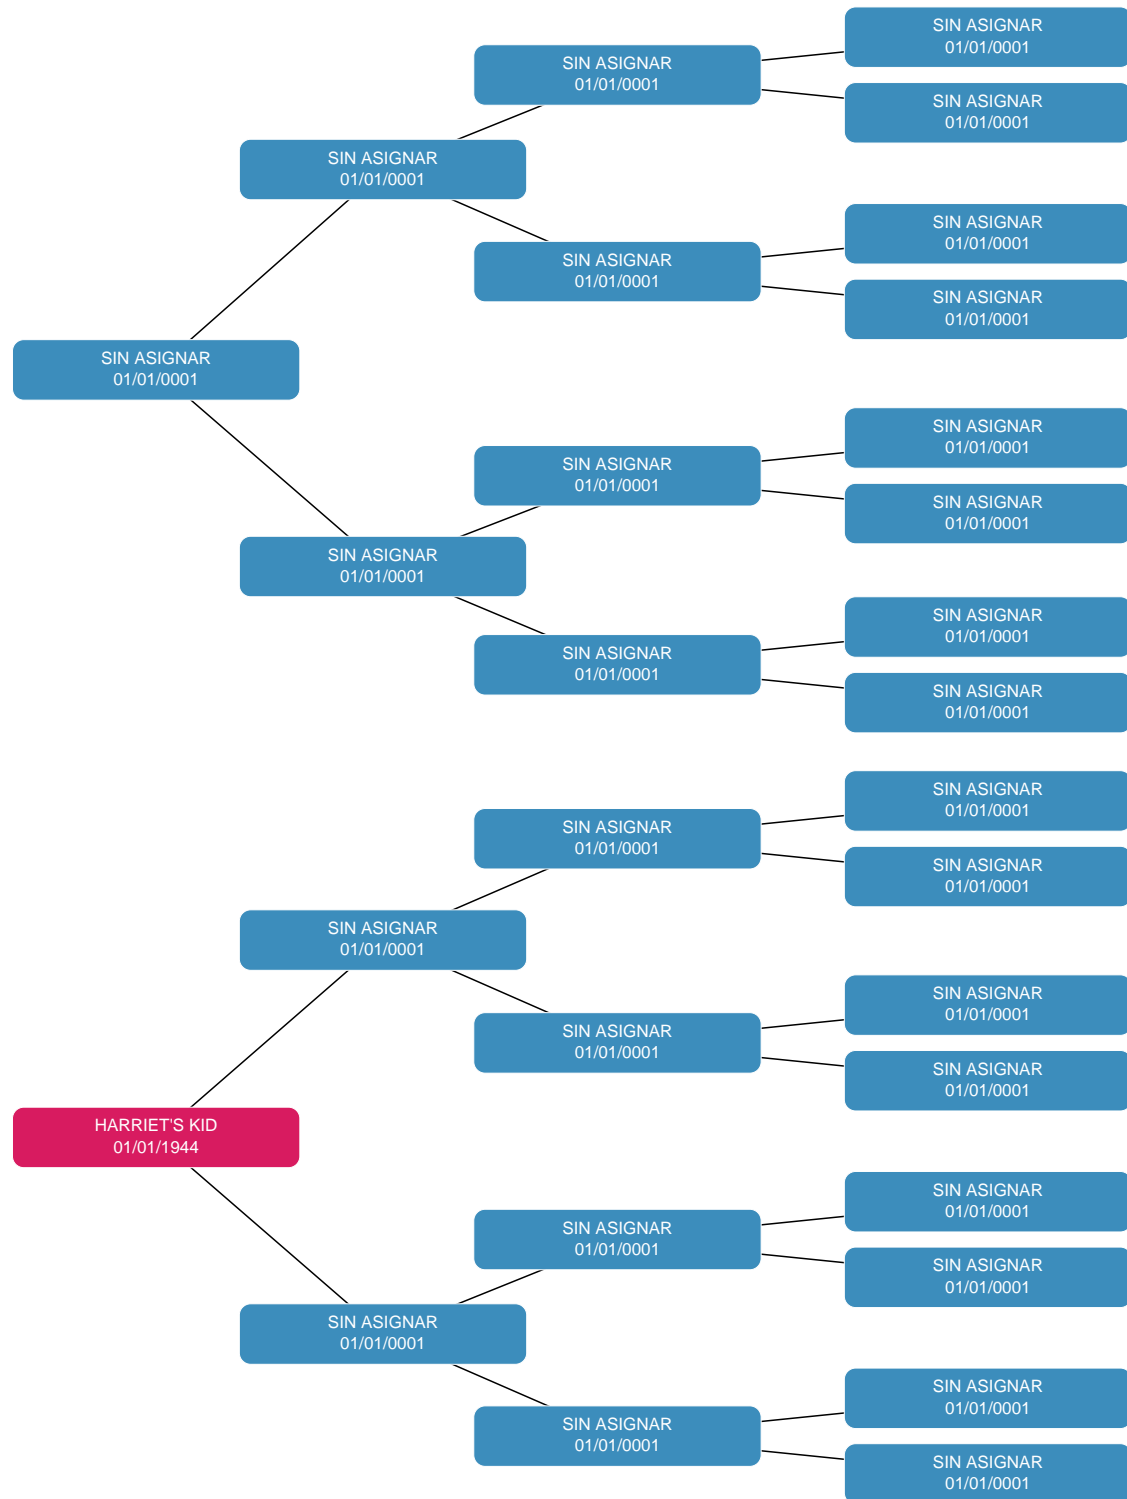 SIN ASIGNAR
01/01/0001
SIN ASIGNAR
01/01/0001
SIN ASIGNAR
01/01/0001
SIN ASIGNAR
01/01/0001
SIN ASIGNAR
01/01/0001
SIN ASIGNAR
01/01/0001
SIN ASIGNAR
01/01/0001
SIN ASIGNAR
01/01/0001
SIN ASIGNAR
01/01/0001
SIN ASIGNAR
01/01/0001
SIN ASIGNAR
01/01/0001
SIN ASIGNAR
01/01/0001
SIN ASIGNAR
01/01/0001
SIN ASIGNAR
01/01/0001
SIN ASIGNAR
01/01/0001
SIN ASIGNAR
01/01/0001
SIN ASIGNAR
01/01/0001
SIN ASIGNAR
01/01/0001
SIN ASIGNAR
01/01/0001
SIN ASIGNAR
01/01/0001
SIN ASIGNAR
01/01/0001
SIN ASIGNAR
01/01/0001
HARRIET'S KID
01/01/1944
SIN ASIGNAR
01/01/0001
SIN ASIGNAR
01/01/0001
SIN ASIGNAR
01/01/0001
SIN ASIGNAR
01/01/0001
SIN ASIGNAR
01/01/0001
SIN ASIGNAR
01/01/0001
SIN ASIGNAR
01/01/0001